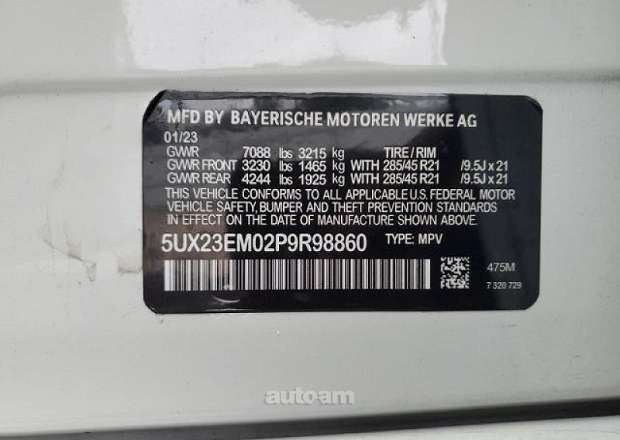 MFD BY BAYERISCHE MOTOREN WERKE AG
01/23
GVWR 7088 lbs 3215 kg TIRE/RIM
GVWR FRONT 3230 lbs 1465 kg WITH 285/45 R21 /9.5J x 21
GVWR REAR 4244 lbs 1925 kg WITH 285/45 R21 /9.5J x 21
THIS VEHICLE CONFORMS TO ALL APPLICABLE U.S. FEDERAL MOTOR
VEHICLE SAFETY, BUMPER AND THEFT PREVENTION STANDARDS
IN EFFECT ON THE DATE OF MANUFACTURE SHOWN ABOVE.
5UX23EM02P9R98860 TYPE: MPV
475M
7 328 729
auto.am